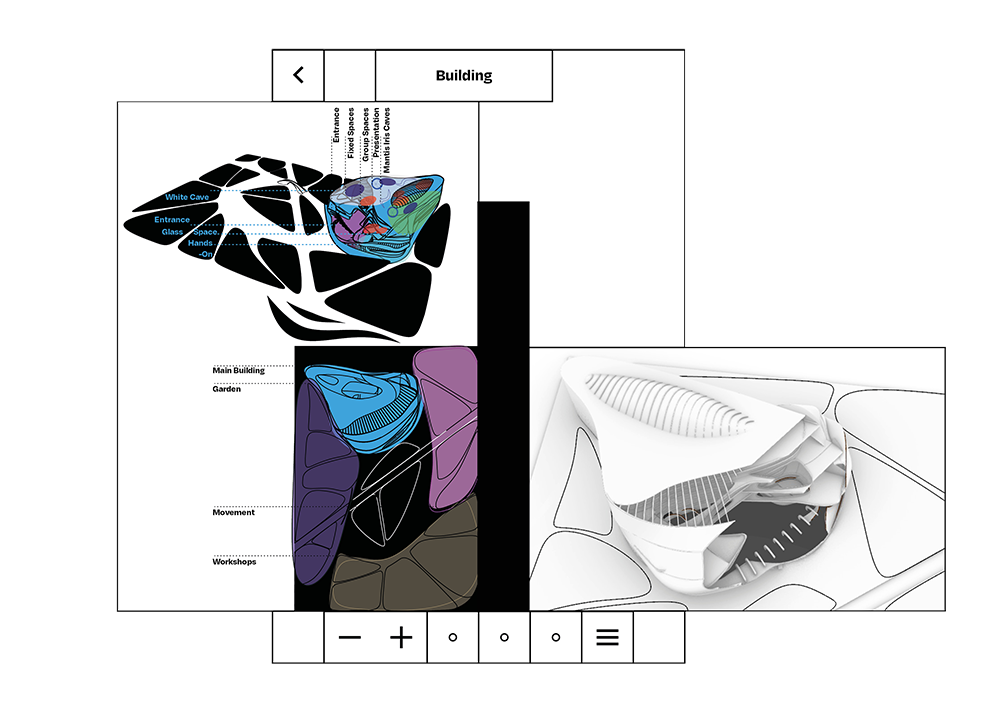 Building
Entrance
Fixed Spaces
Group Spaces
Presentation
Mantis Iris Caves
White Cave
Entrance
Glass Space.
Hands
-On
Main Building
Garden
Movement
Workshops